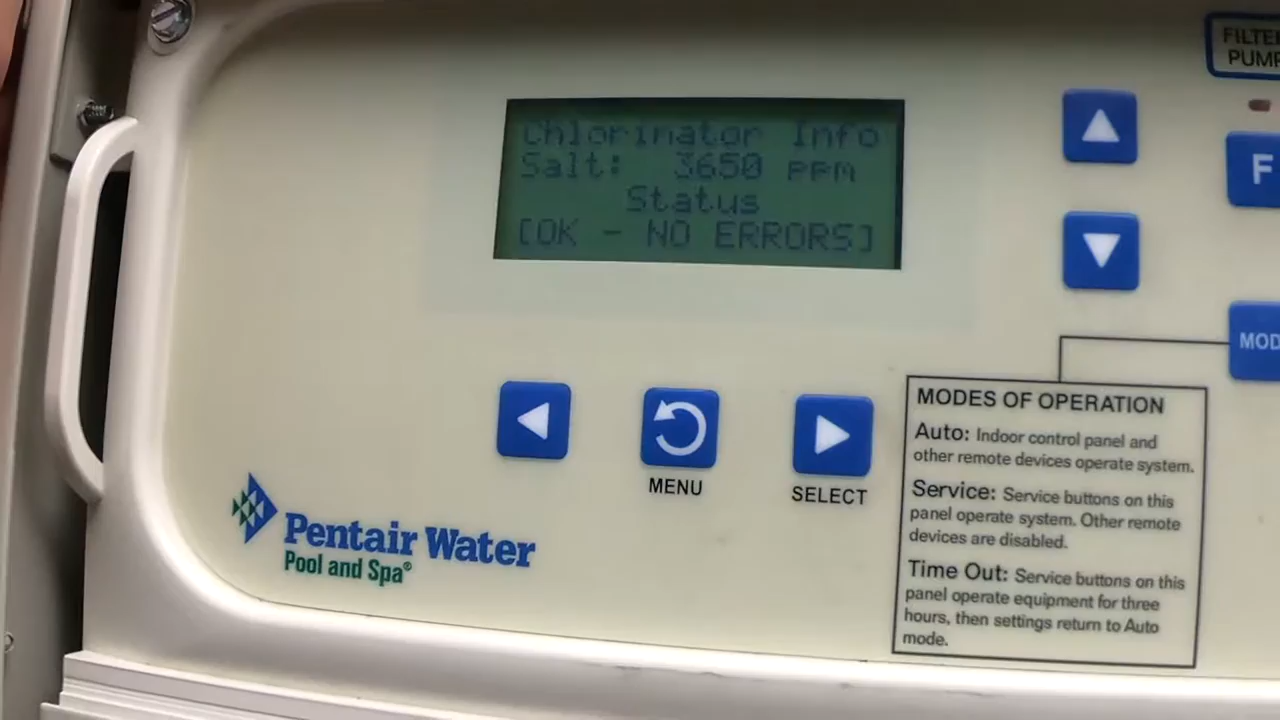 Chlorinator Info
Salt: 3650 ppm
Status
[OK - NO ERRORS]
MENU
SELECT
Pentair Water
Pool and Spa®
FILTE
PUM
F
MOD
MODES OF OPERATION
Auto: Indoor control panel and
other remote devices operate system.
Service: Service buttons on this
panel operate system. Other remote
devices are disabled.
Time Out: Service buttons on this
panel operate equipment for three
hours, then settings return to Auto
mode.